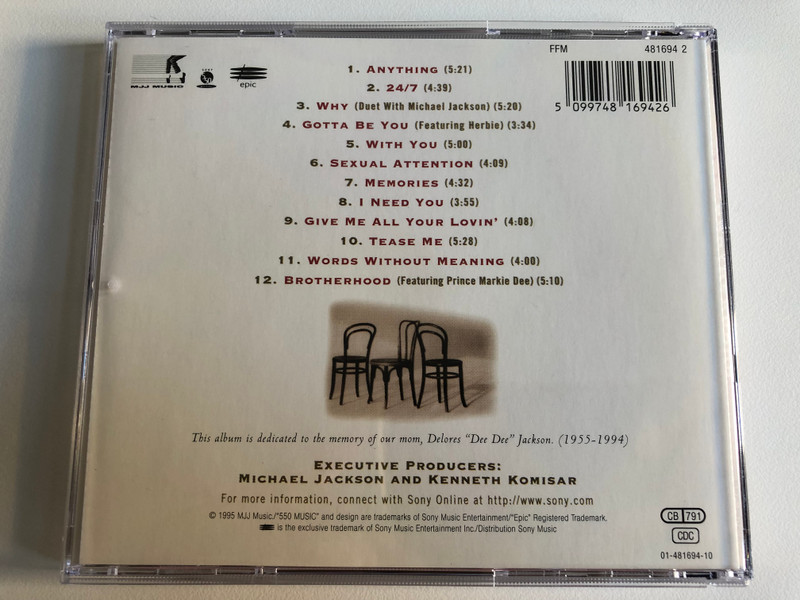 MJJ MUSIC
epic
FFM 481694 2
5 099748 169426
1. ANYTHING (5:21)
2. 24/7 (4:39)
3. WHY (Duet With Michael Jackson) (5:20)
4. GOTTA BE YOU (Featuring Herbie) (3:34)
5. WITH YOU (5:00)
6. SEXUAL ATTENTION (4:09)
7. MEMORIES (4:32)
8. I NEED YOU (3:55)
9. GIVE ME ALL YOUR LOVIN' (4:08)
10. TEASE ME (5:28)
11. WORDS WITHOUT MEANING (4:00)
12. BROTHERHOOD (Featuring Prince Markie Dee) (5:10)
This album is dedicated to the memory of our mom, Delores "Dee Dee" Jackson. (1955-1994)
EXECUTIVE PRODUCERS:
MICHAEL JACKSON AND KENNETH KOMISAR
For more information, connect with Sony Online at http://www.sony.com
© 1995 MJJ Music./"550 MUSIC" and design are trademarks of Sony Music Entertainment/"Epic" Registered Trademark.
is the exclusive trademark of Sony Music Entertainment Inc./Distribution Sony Music
CB 791
CDC
01-481694-10